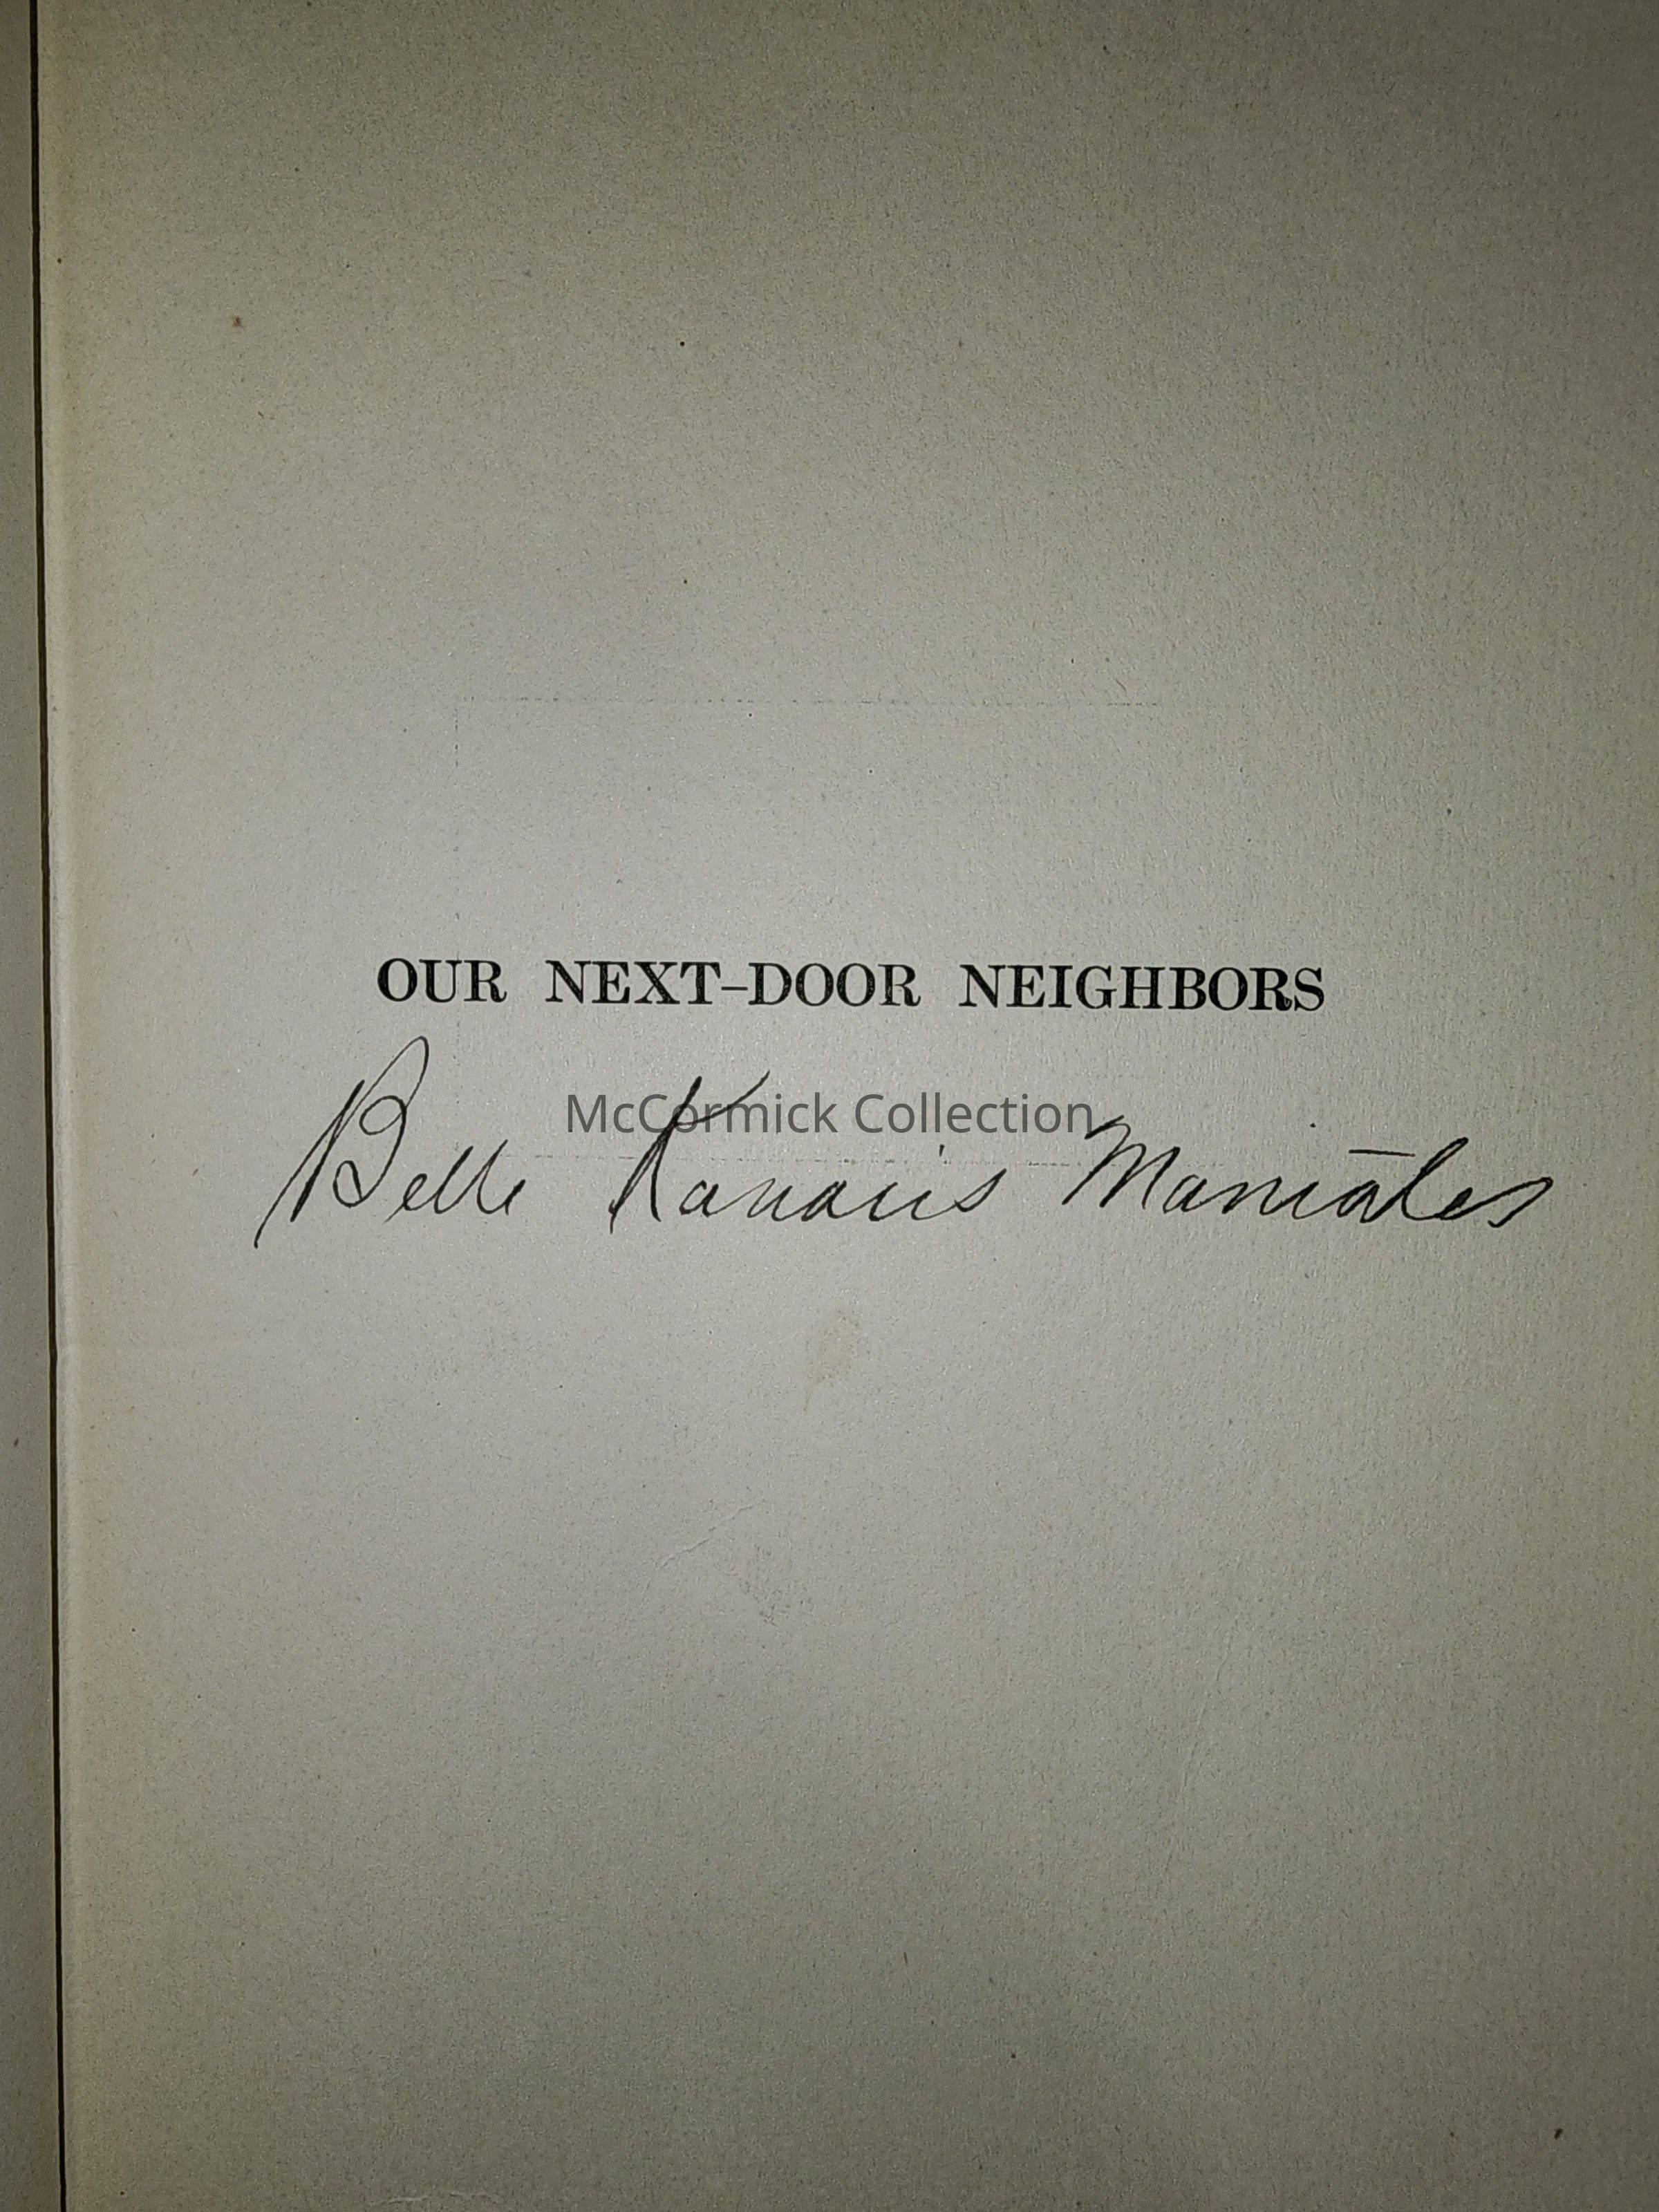 OUR NEXT-DOOR NEIGHBORS
McCormick Collection
Belle Kanaris Maniates